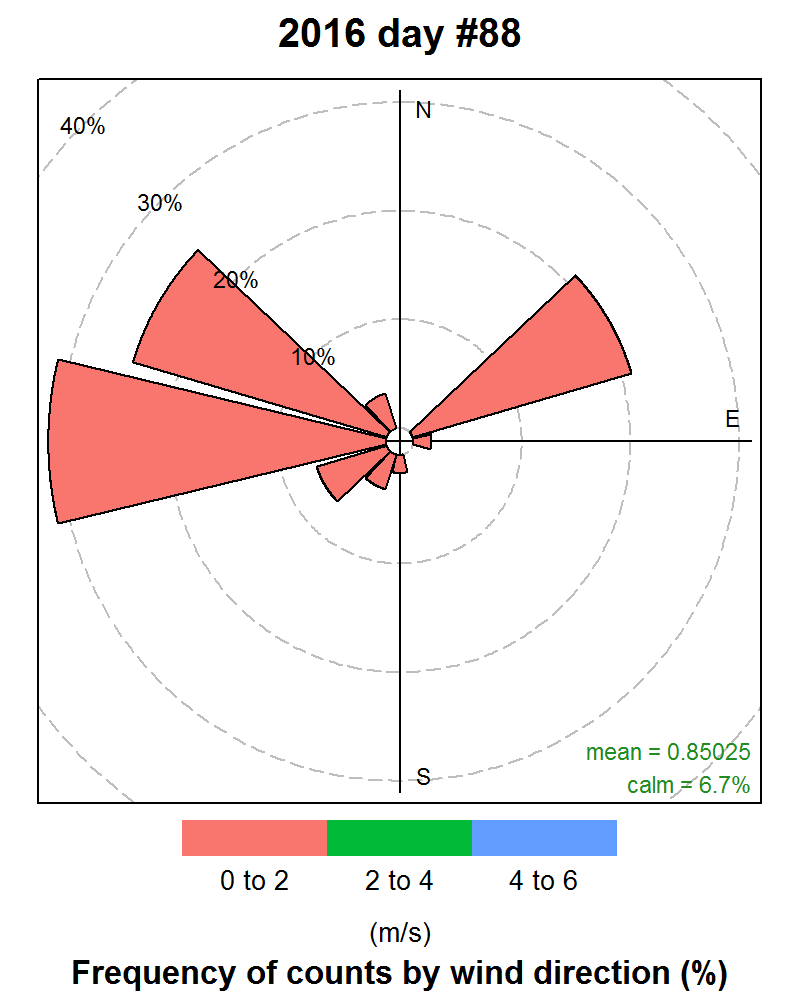 2016 day #88
N
40%
30%
20%
10%
E
mean = 0.85025
S
calm = 6.7%
0 to 2
2 to 4
4 to 6
(m/s)
Frequency of counts by wind direction (%)